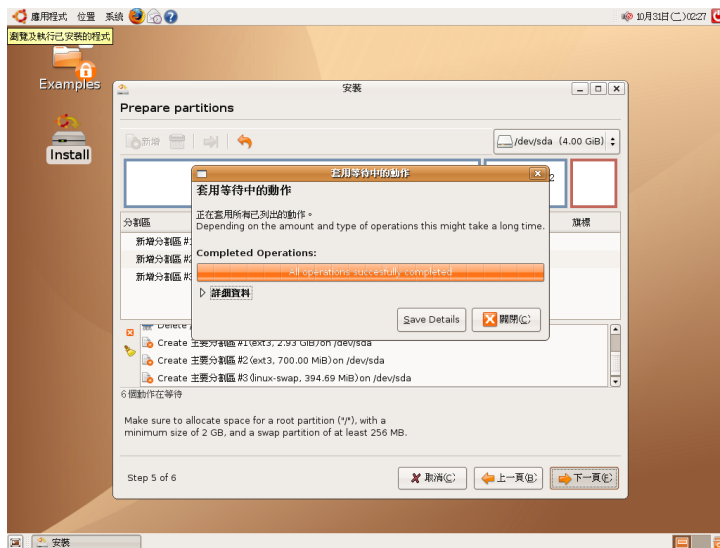 應用程式 位置 系統
10月31日(二)02:27
瀏覽及執行已安裝的程式
Examples
Install
安裝
Prepare partitions
新增
/dev/sda (4.00 GiB)
2
套用等待中的動作
套用等待中的動作
正在套用所有已列出的動作。
Depending on the amount and type of operations this might take a long time.
Completed Operations:
All operations succesfully completed
詳細資料
Save Details
關閉(C)
分割區
旗標
新增分割區 #1
新增分割區 #2
新增分割區 #3
Delete
Create 主要分割區 #1 (ext3, 2.93 GiB) on /dev/sda
Create 主要分割區 #2 (ext3, 700.00 MiB) on /dev/sda
Create 主要分割區 #3 (linux-swap, 394.69 MiB) on /dev/sda
6 個動作在等待
Make sure to allocate space for a root partition ("/"), with a
minimum size of 2 GB, and a swap partition of at least 256 MB.
Step 5 of 6
取消(C)
上一頁(B)
下一頁(F)
安裝